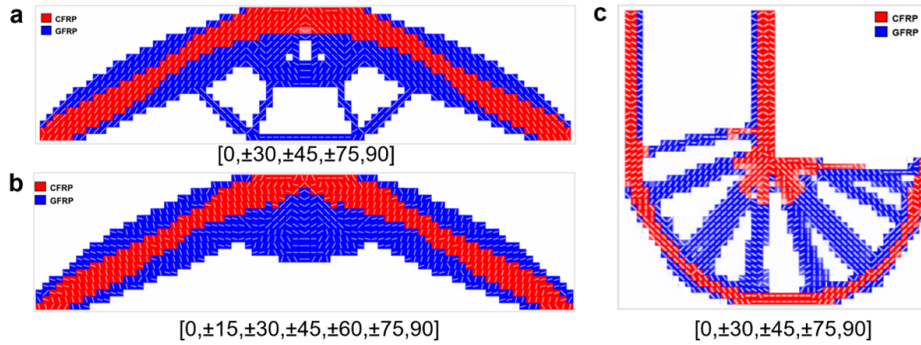 a
CFRP
GFRP
[0,±30,±45,±75,90]
b
CFRP
GFRP
[0,±15,±30,±45,±60,±75,90]
c
CFRP
GFRP
[0,±30,±45,±75,90]